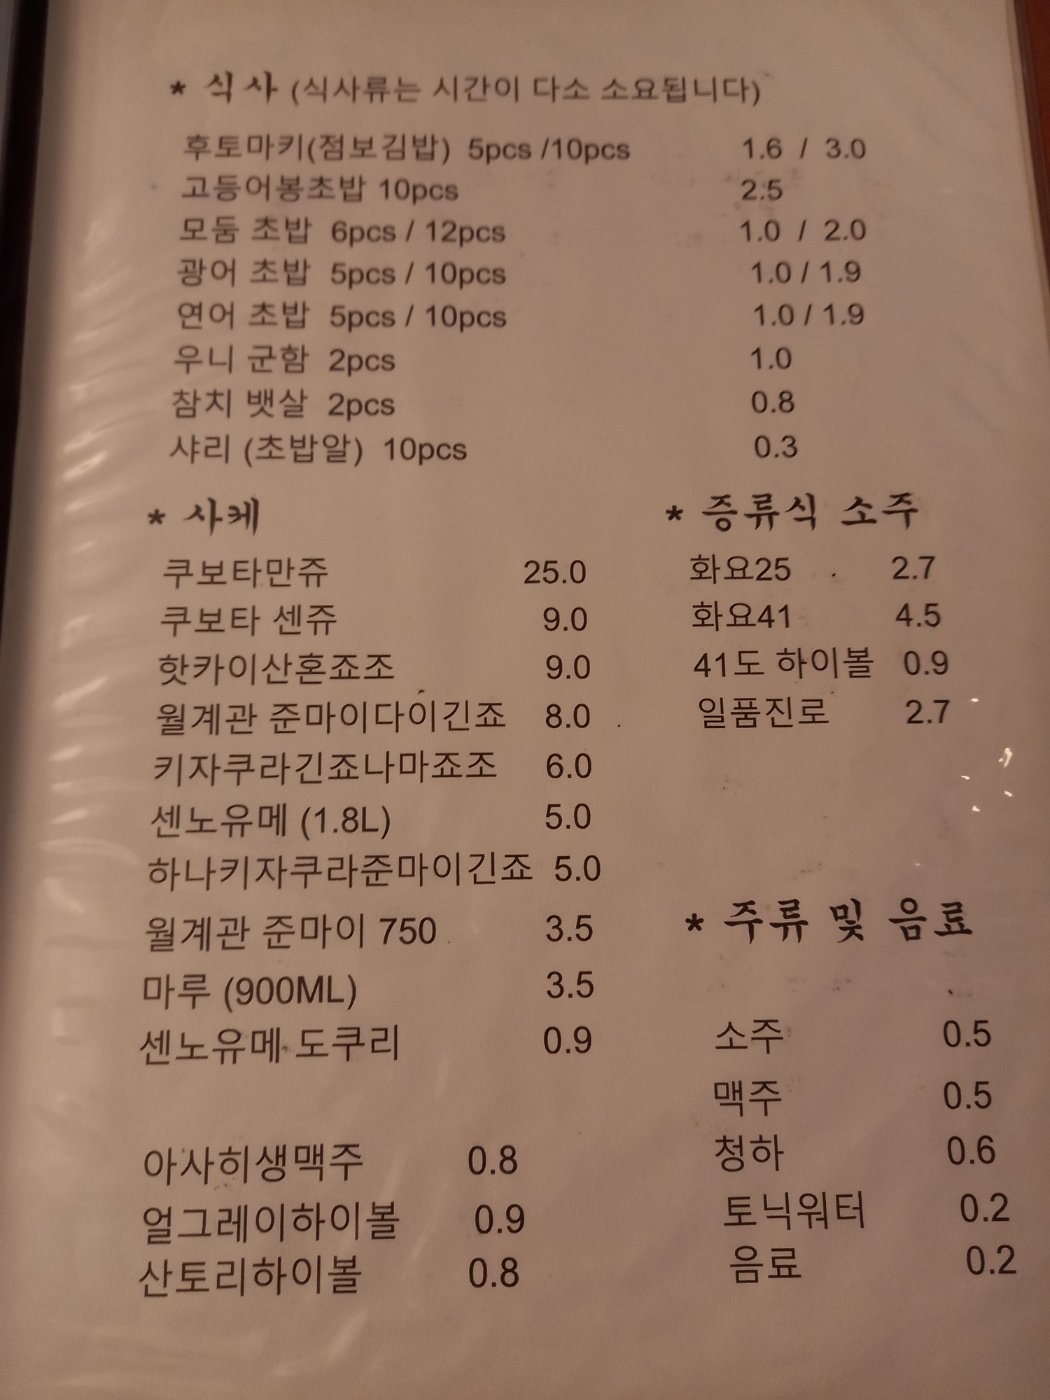 * 식사 (식사류는 시간이 다소 소요됩니다)
후토마키(점보김밥) 5pcs /10pcs 1.6 / 3.0
고등어봉초밥 10pcs 2.5
모둠 초밥 6pcs / 12pcs 1.0 / 2.0
광어 초밥 5pcs / 10pcs 1.0 / 1.9
연어 초밥 5pcs / 10pcs 1.0 / 1.9
우니 군함 2pcs 1.0
참치 뱃살 2pcs 0.8
샤리 (초밥알) 10pcs 0.3
* 사케
쿠보타만쥬 25.0
쿠보타 센쥬 9.0
핫카이산혼죠조 9.0
월계관 준마이다이긴죠 8.0
키자쿠라긴죠나마죠조 6.0
센노유메 (1.8L) 5.0
하나키자쿠라준마이긴죠 5.0
월계관 준마이 750 3.5
마루 (900ML) 3.5
센노유메 도쿠리 0.9
아사히생맥주 0.8
얼그레이하이볼 0.9
산토리하이볼 0.8
* 증류식 소주
화요25 2.7
화요41 4.5
41도 하이볼 0.9
일품진로 2.7
* 주류 및 음료
소주 0.5
맥주 0.5
청하 0.6
토닉워터 0.2
음료 0.2